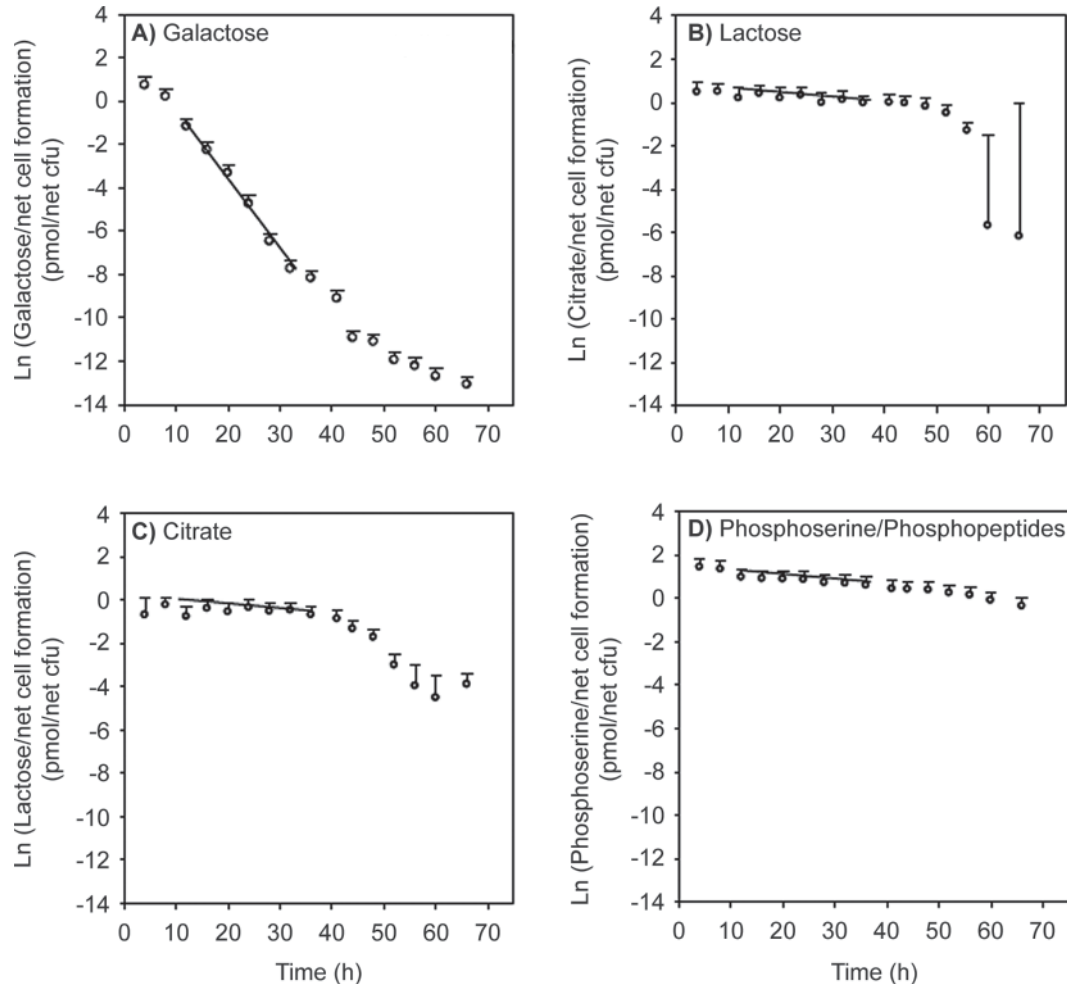 A) Galactose
Ln (Galactose/net cell formation)
(pmol/net cfu)
4
2
0
-2
-4
-6
-8
-10
-12
-14
0 10 20 30 40 50 60 70
B) Lactose
Ln (Citrate/net cell formation)
(pmol/net cfu)
4
2
0
-2
-4
-6
-8
-10
-12
-14
0 10 20 30 40 50 60 70
C) Citrate
Ln (Lactose/net cell formation)
(pmol/net cfu)
4
2
0
-2
-4
-6
-8
-10
-12
-14
0 10 20 30 40 50 60 70
Time (h)
D) Phosphoserine/Phosphopeptides
Ln (Phosphoserine/net cell formation)
(pmol/net cfu)
4
2
0
-2
-4
-6
-8
-10
-12
-14
0 10 20 30 40 50 60 70
Time (h)